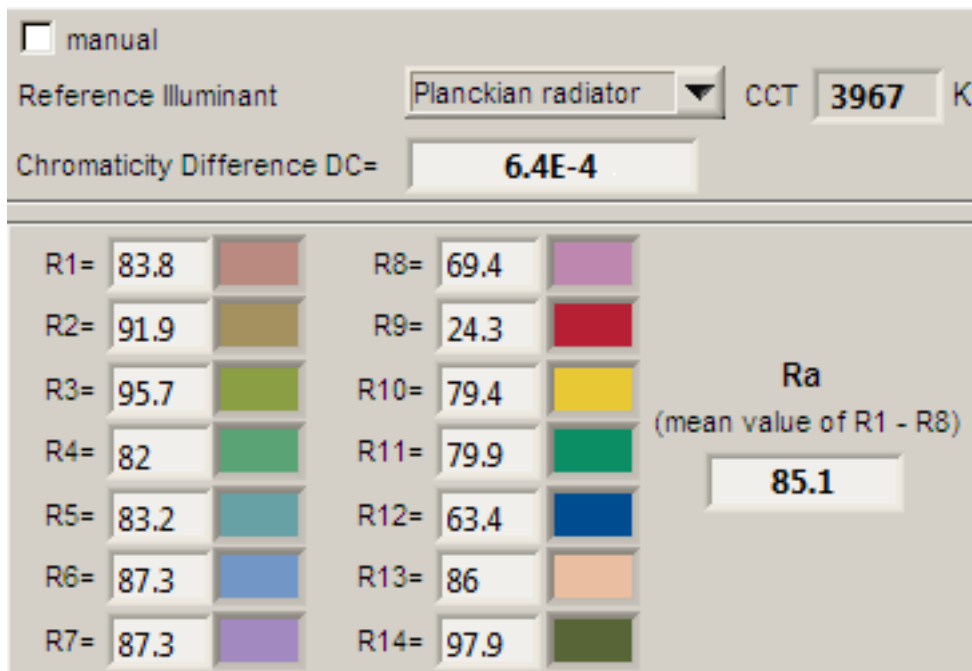 manual
Reference Illuminant Planckian radiator CCT 3967 K
Chromaticity Difference DC= 6.4E-4
R1= 83.8 R8= 69.4
R2= 91.9 R9= 24.3
R3= 95.7 R10= 79.4
R4= 82 R11= 79.9
R5= 83.2 R12= 63.4
R6= 87.3 R13= 86
R7= 87.3 R14= 97.9
Ra
(mean value of R1 - R8)
85.1